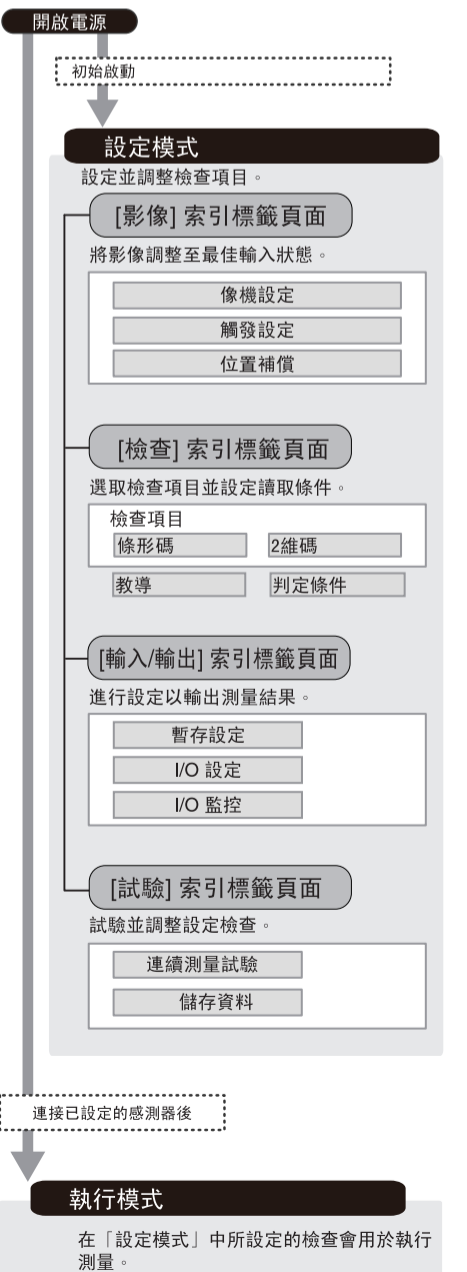 開啟電源
初始啟動
設定模式
設定並調整檢查項目。
[影像] 索引標籤頁面
將影像調整至最佳輸入狀態。
像機設定
觸發設定
位置補償
[檢查] 索引標籤頁面
選取檢查項目並設定讀取條件。
檢查項目
條形碼 2維碼
教導 判定條件
[輸入/輸出] 索引標籤頁面
進行設定以輸出測量結果。
暫存設定
I/O 設定
I/O 監控
[試驗] 索引標籤頁面
試驗並調整設定檢查。
連續測量試驗
儲存資料
連接已設定的感測器後
執行模式
在「設定模式」中所設定的檢查會用於執行
測量。